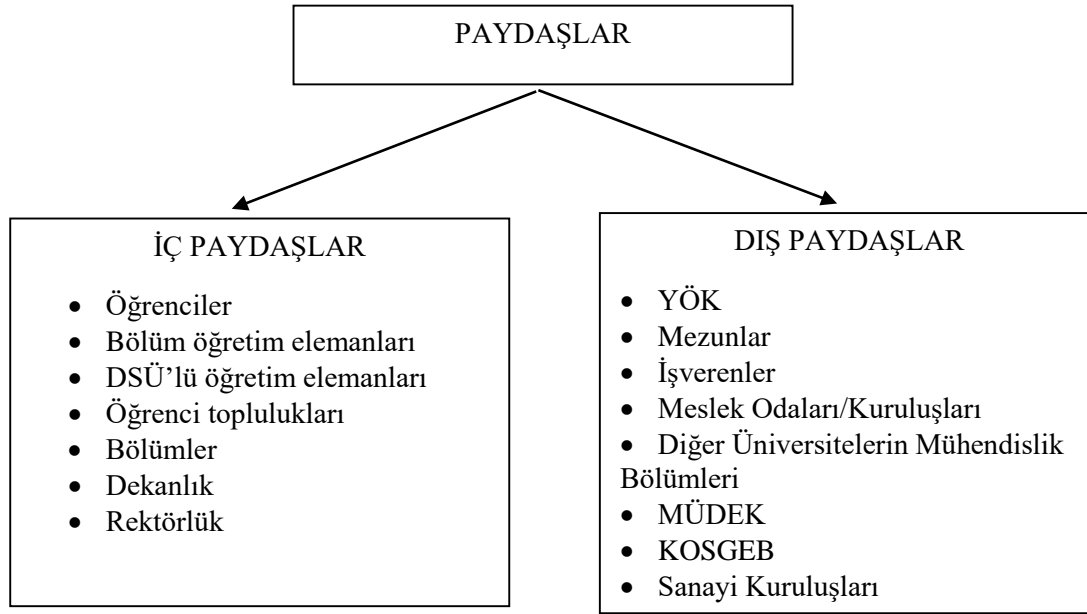 PAYDAŞLAR
İÇ PAYDAŞLAR
• Öğrenciler
• Bölüm öğretim elemanları
• DSÜ’lü öğretim elemanları
• Öğrenci toplulukları
• Bölümler
• Dekanlık
• Rektörlük
DIŞ PAYDAŞLAR
• YÖK
• Mezunlar
• İşverenler
• Meslek Odaları/Kuruluşları
• Diğer Üniversitelerin Mühendislik
Bölümleri
• MÜDEK
• KOSGEB
• Sanayi Kuruluşları